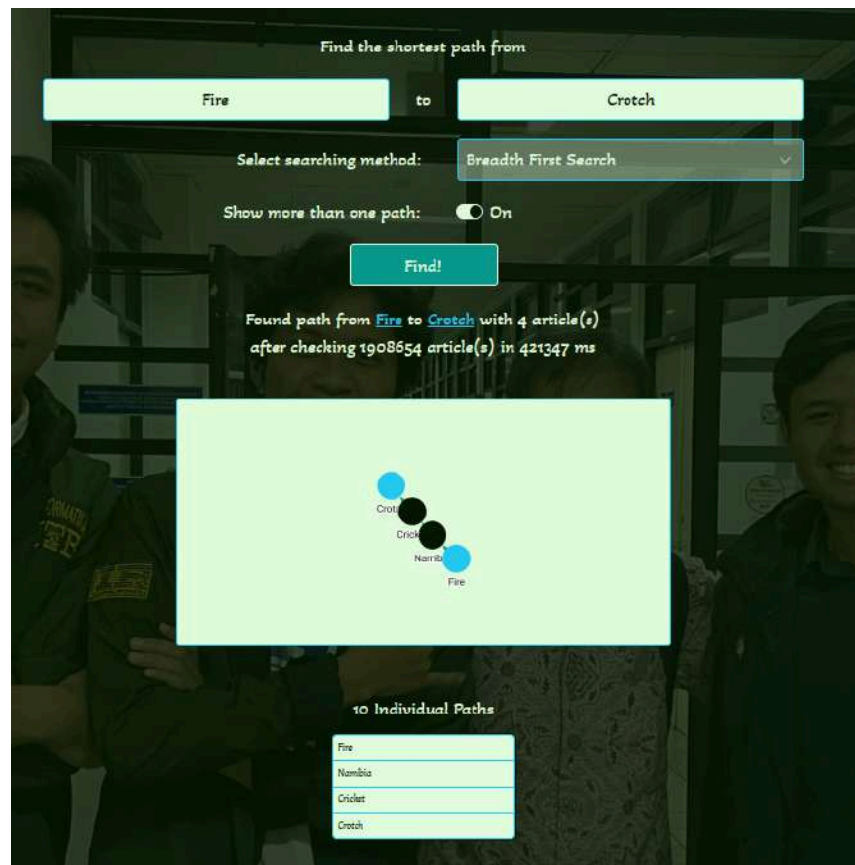 Find the shortest path from
Fire to Crotch
Select searching method: Breadth First Search
Show more than one path: On
Find!
Found path from Fire to Crotch with 4 article(s)
after checking 1908654 article(s) in 421347 ms
Fire
10 Individual Paths
Fire
Namibia
Cricket
Crotch